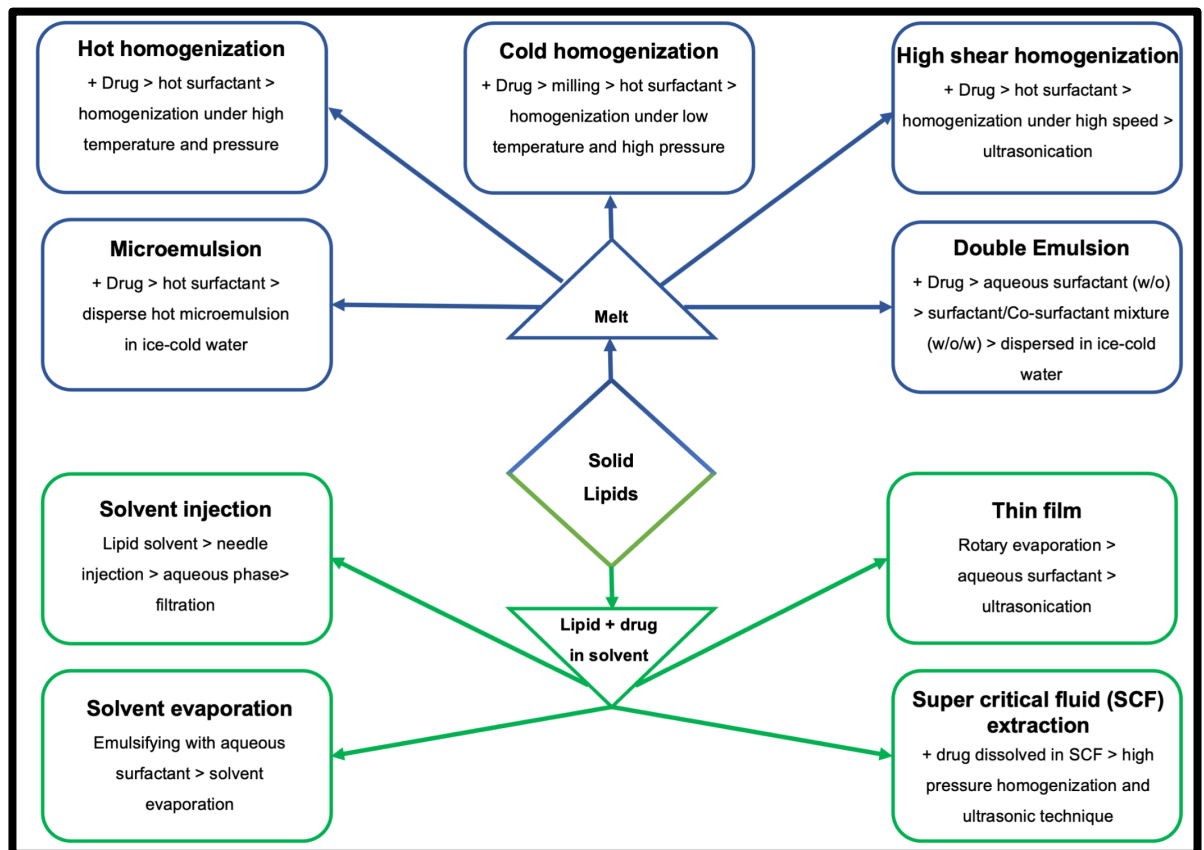 Hot homogenization
+ Drug > hot surfactant >
homogenization under high
temperature and pressure
Cold homogenization
+ Drug > milling > hot surfactant >
homogenization under low
temperature and high pressure
High shear homogenization
+ Drug > hot surfactant >
homogenization under high speed >
ultrasonication
Microemulsion
+ Drug > hot surfactant >
disperse hot microemulsion
in ice-cold water
Melt
Double Emulsion
+ Drug > aqueous surfactant (w/o)
> surfactant/Co-surfactant mixture
(w/o/w) > dispersed in ice-cold
water
Solid
Lipids
Solvent injection
Lipid solvent > needle
injection > aqueous phase>
filtration
Lipid + drug
in solvent
Thin film
Rotary evaporation >
aqueous surfactant >
ultrasonication
Solvent evaporation
Emulsifying with aqueous
surfactant > solvent
evaporation
Super critical fluid (SCF)
extraction
+ drug dissolved in SCF > high
pressure homogenization and
ultrasonic technique